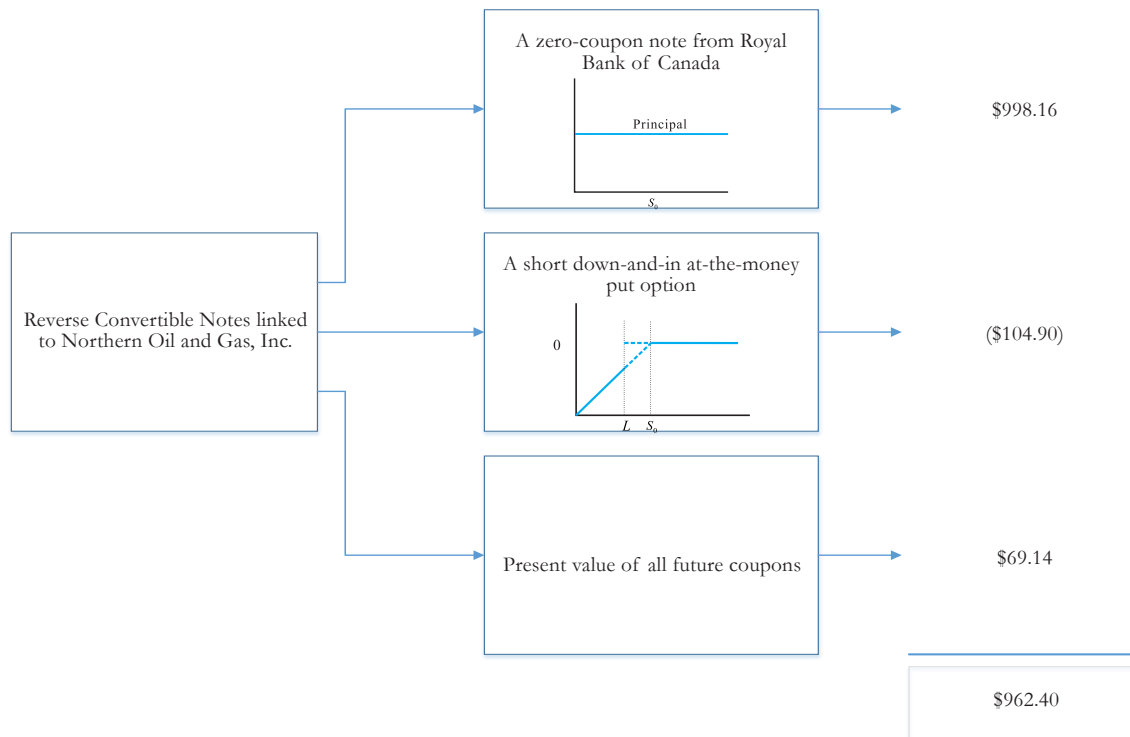 A zero-coupon note from Royal
Bank of Canada
Principal
S₀
$998.16
Reverse Convertible Notes linked
to Northern Oil and Gas, Inc.
A short down-and-in at-the-money
put option
0
L S₀
($104.90)
Present value of all future coupons
$69.14
$962.40